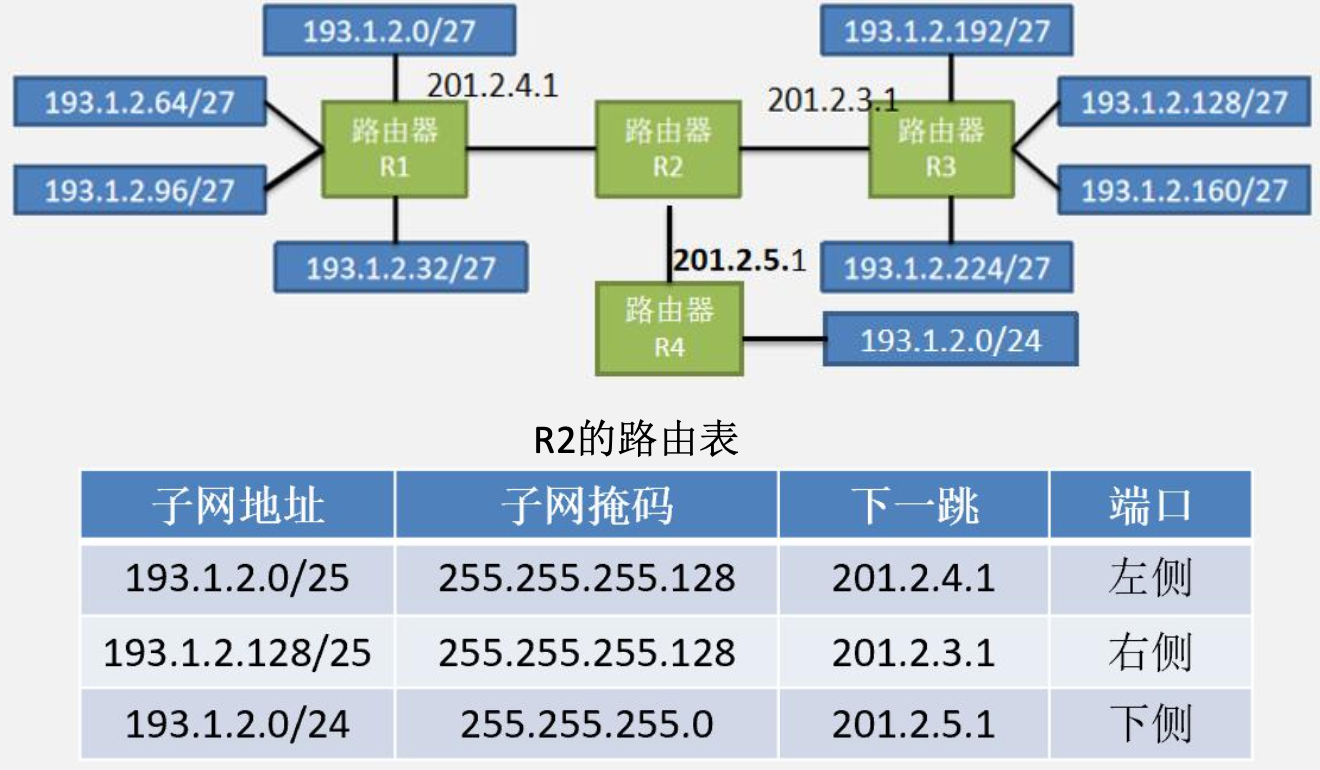 193.1.2.0/27
193.1.2.192/27
193.1.2.64/27
201.2.4.1
201.2.3.1
193.1.2.128/27
路由器
R1
路由器
R2
路由器
R3
193.1.2.96/27
193.1.2.160/27
193.1.2.32/27
201.2.5.1
193.1.2.224/27
路由器
R4
193.1.2.0/24
R2的路由表
子网地址 子网掩码 下一跳 端口
193.1.2.0/25 255.255.255.128 201.2.4.1 左侧
193.1.2.128/25 255.255.255.128 201.2.3.1 右侧
193.1.2.0/24 255.255.255.0 201.2.5.1 下侧